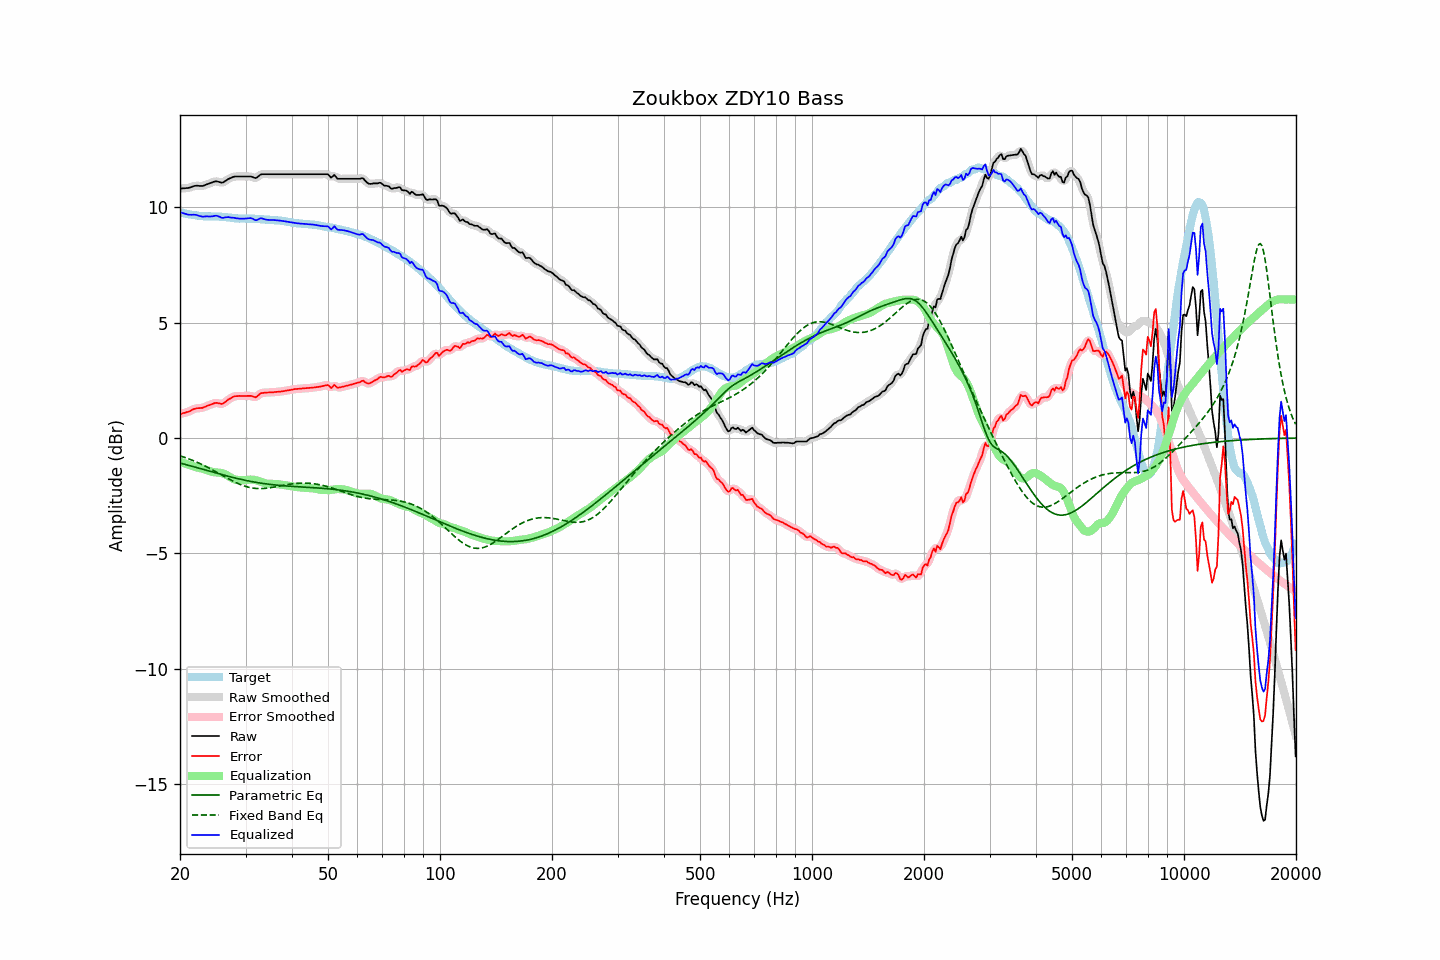 Zoukbox ZDY10 Bass
Amplitude (dBr)
10
5
0
−5
−10
−15
Target
Raw Smoothed
Error Smoothed
Raw
Error
Equalization
Parametric Eq
Fixed Band Eq
Equalized
20 50 100 200 500 1000 2000 5000 10000 20000
Frequency (Hz)